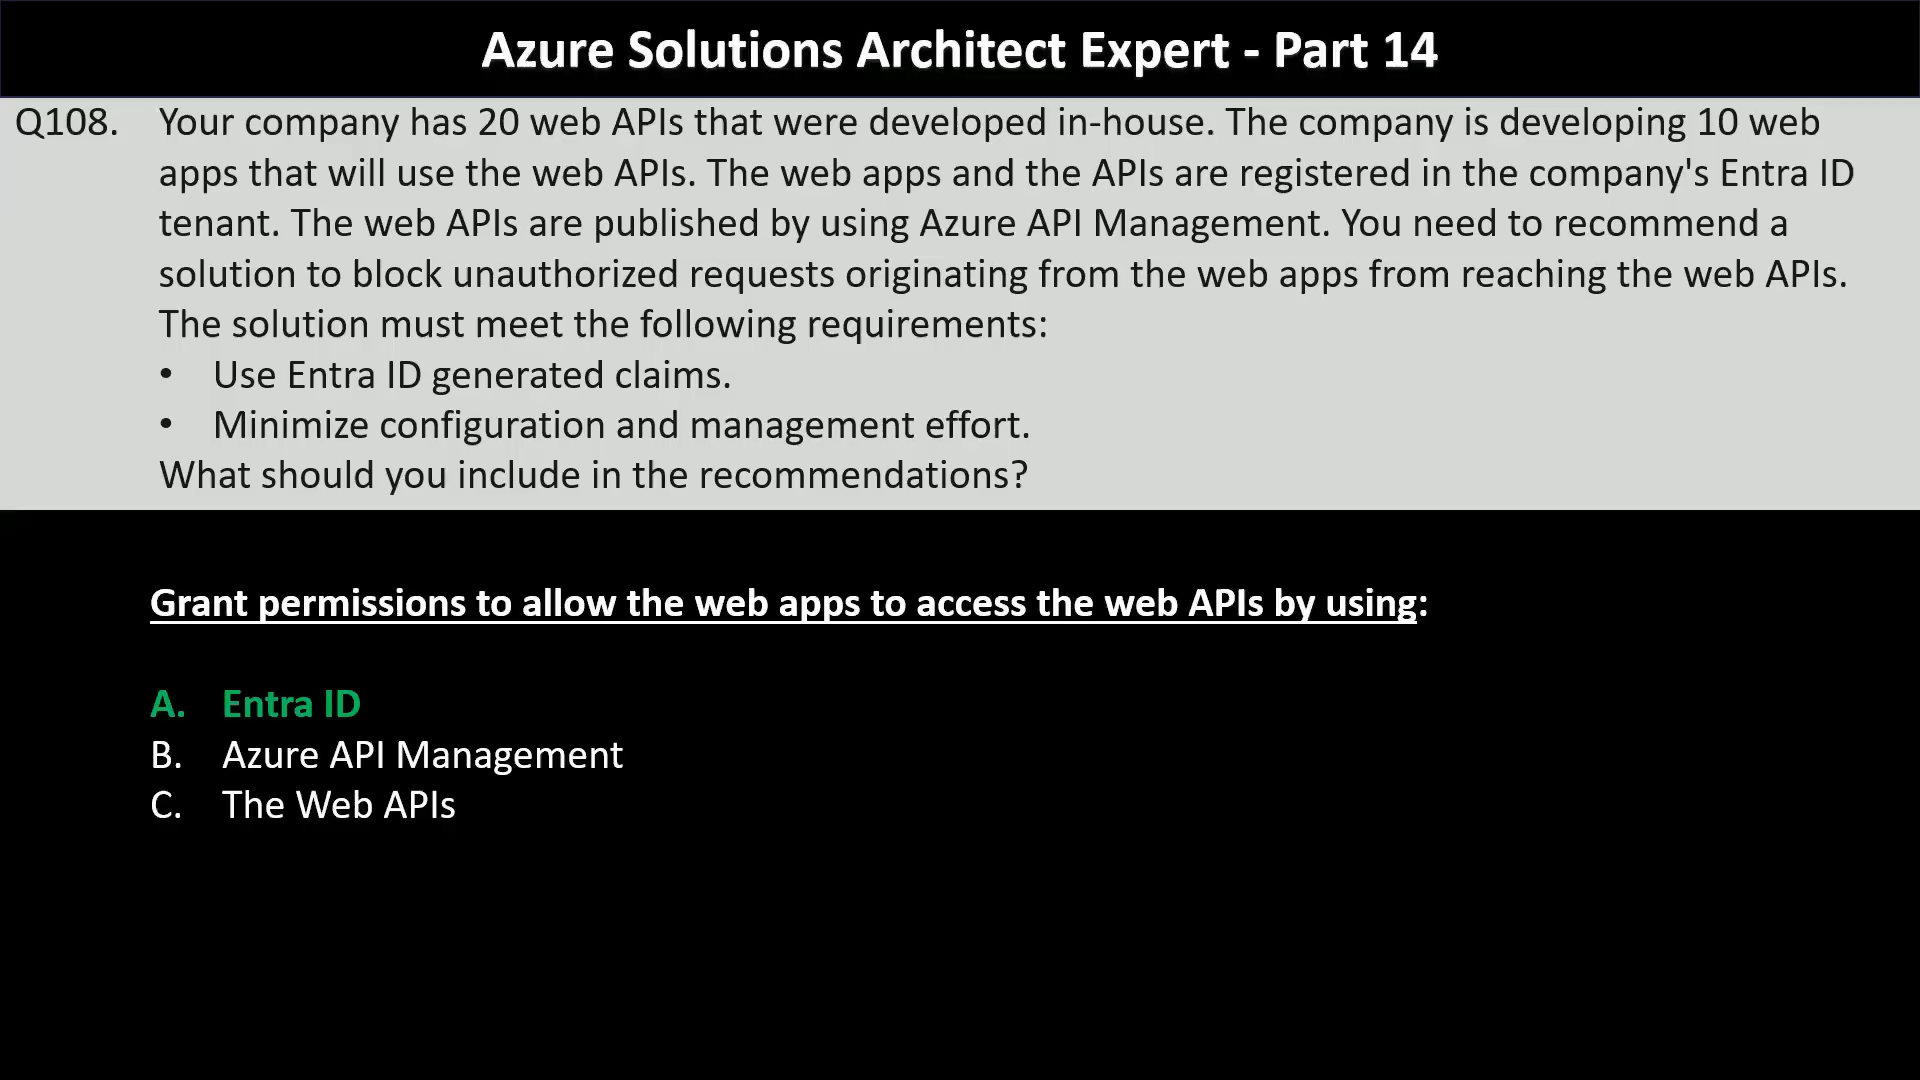 Azure Solutions Architect Expert - Part 14
Q108. Your company has 20 web APIs that were developed in-house. The company is developing 10 web
apps that will use the web APIs. The web apps and the APIs are registered in the company's Entra ID
tenant. The web APIs are published by using Azure API Management. You need to recommend a
solution to block unauthorized requests originating from the web apps from reaching the web APIs.
The solution must meet the following requirements:
• Use Entra ID generated claims.
• Minimize configuration and management effort.
What should you include in the recommendations?
Grant permissions to allow the web apps to access the web APIs by using:
A. Entra ID
B. Azure API Management
C. The Web APIs